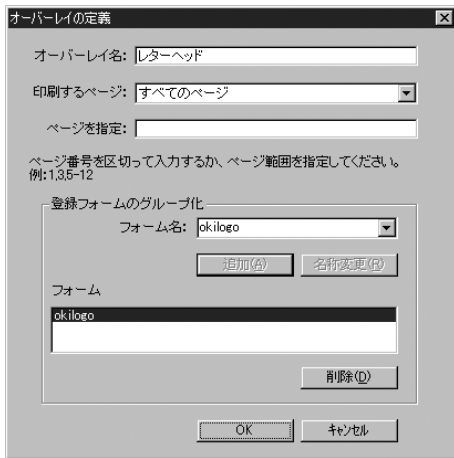 オーバーレイの定義
オーバーレイ名: レターヘッド
印刷するページ: すべてのページ
ページを指定:
ページ番号を区切って入力するか、ページ範囲を指定してください。
例:1,3,5-12
登録フォームのグループ化
フォーム名: okilogo
追加(A) 名称変更(R)
フォーム
okilogo
削除(D)
OK キャンセル